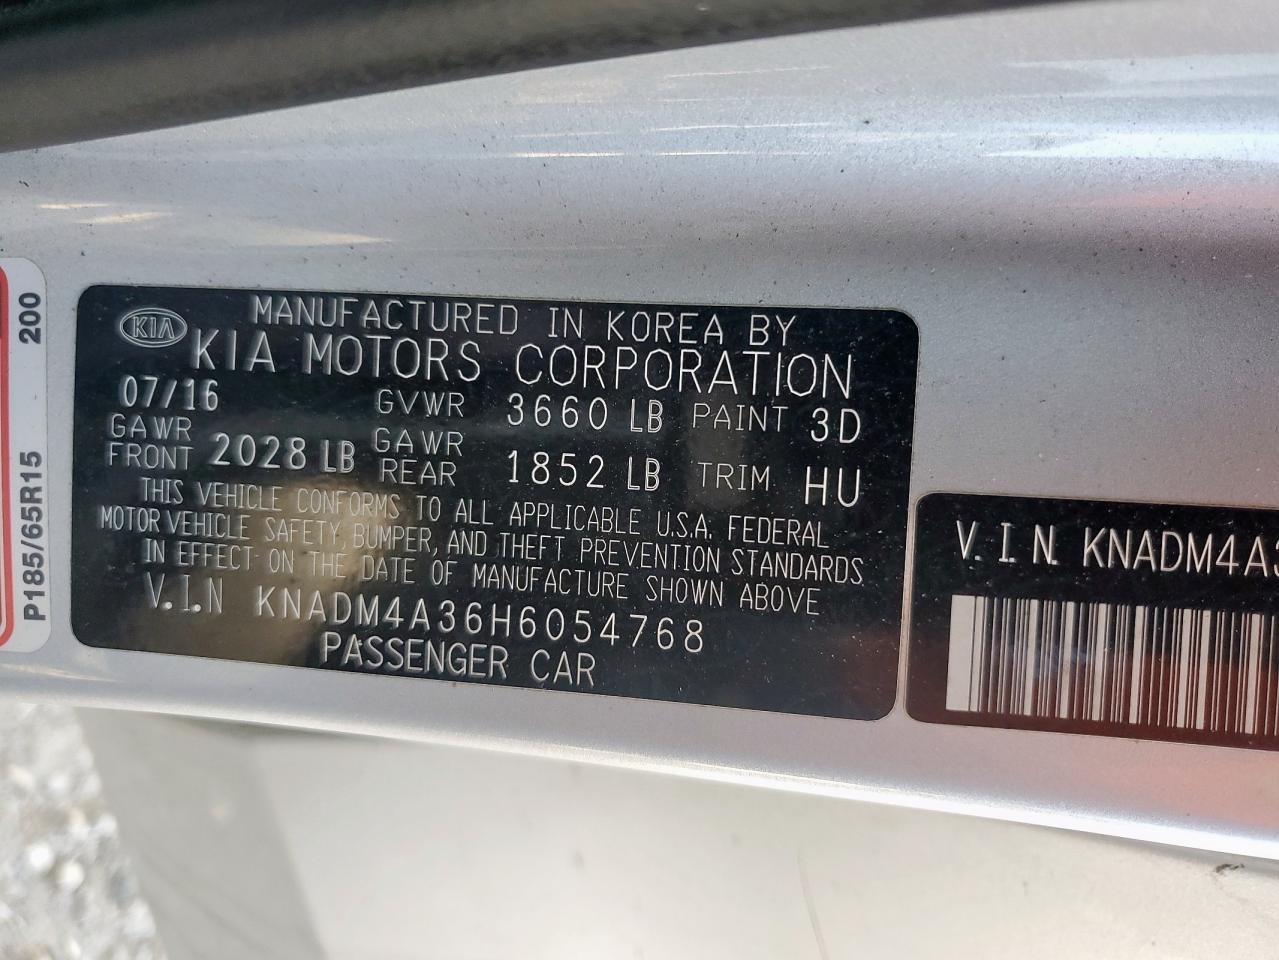 KIA
MANUFACTURED IN KOREA BY
KIA MOTORS CORPORATION
07/16 GVWR 3660 LB PAINT 3D
GAWR FRONT 2028 LB GAWR REAR 1852 LB TRIM HU
THIS VEHICLE CONFORMS TO ALL APPLICABLE U.S.A. FEDERAL
MOTOR VEHICLE SAFETY, BUMPER, AND THEFT PREVENTION STANDARDS
IN EFFECT ON THE DATE OF MANUFACTURE SHOWN ABOVE
V.I.N KNADM4A36H6054768
PASSENGER CAR
V.I.N. KNADM4A3
P185/65R15 200